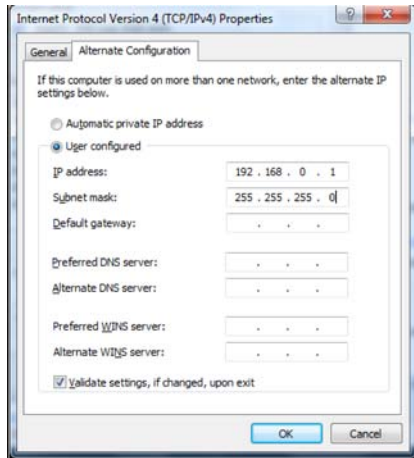 Internet Protocol Version 4 (TCP/IPv4) Properties
General Alternate Configuration
If this computer is used on more than one network, enter the alternate IP
settings below.
Automatic private IP address
User configured
IP address: 192 . 168 . 0 . 1
Subnet mask: 255 . 255 . 255 . 0
Default gateway: . . .
Preferred DNS server: . . .
Alternate DNS server: . . .
Preferred WINS server: . . .
Alternate WINS server: . . .
Validate settings, if changed, upon exit
OK Cancel